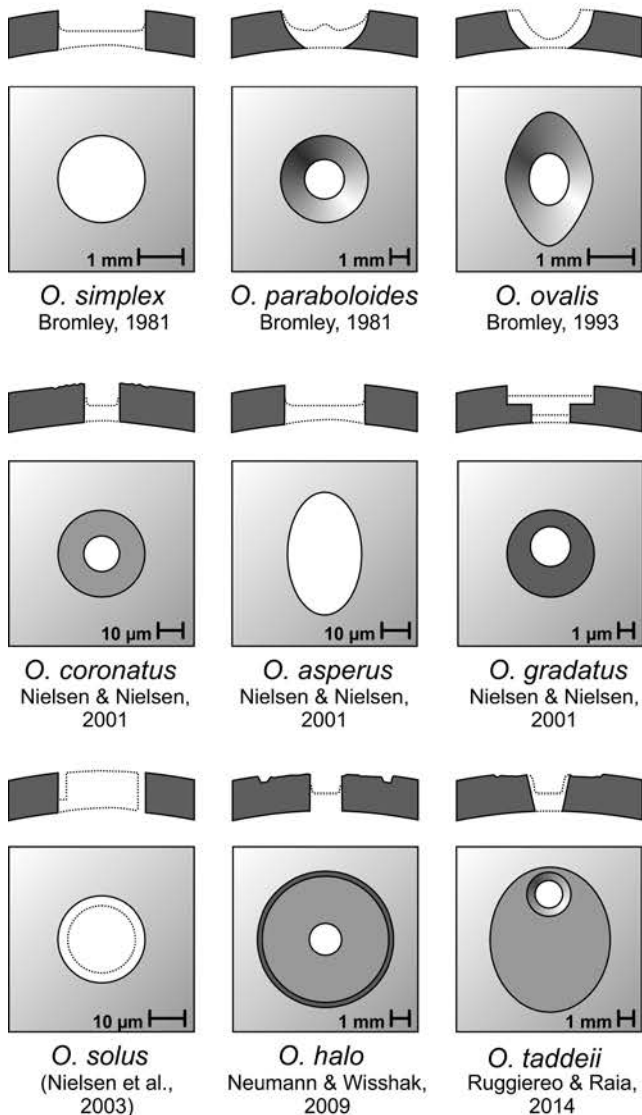 1 mm
1 mm
1 mm
O. simplex
Bromley, 1981
O. paraboloides
Bromley, 1981
O. ovalis
Bromley, 1993
10 µm
10 µm
1 µm
O. coronatus
Nielsen & Nielsen,
2001
O. asperus
Nielsen & Nielsen,
2001
O. gradatus
Nielsen & Nielsen,
2001
10 µm
1 mm
1 mm
O. solus
(Nielsen et al.,
2003)
O. halo
Neumann & Wisshak,
2009
O. taddeii
Ruggiereo & Raia,
2014